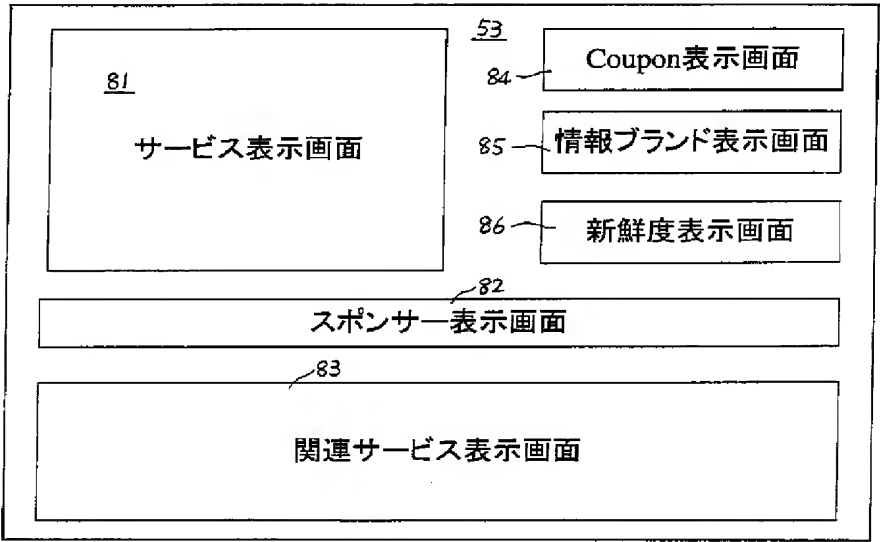 53
81
サービス表示画面
84
Coupon表示画面
85
情報ブランド表示画面
86
新鮮度表示画面
82
スポンサー表示画面
83
関連サービス表示画面